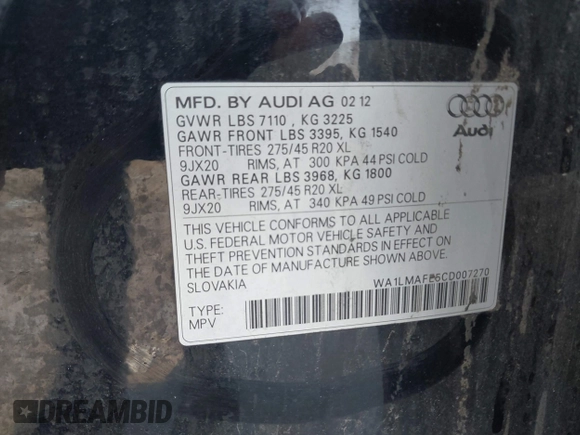 MFD. BY AUDI AG 02 12
GVWR LBS 7110 , KG 3225
GAWR FRONT LBS 3395, KG 1540
FRONT-TIRES 275/45 R20 XL
9JX20 RIMS, AT 300 KPA 44 PSI COLD
GAWR REAR LBS 3968, KG 1800
REAR-TIRES 275/45 R20 XL
9JX20 RIMS, AT 340 KPA 49 PSI COLD
Audi
THIS VEHICLE CONFORMS TO ALL APPLICABLE
U.S. FEDERAL MOTOR VEHICLE SAFETY AND
THEFT PREVENTION STANDARDS IN EFFECT ON
THE DATE OF MANUFACTURE SHOWN ABOVE.
SLOVAKIA
WA1LMAFE6CD007270
TYPE:
MPV
DREAMBID